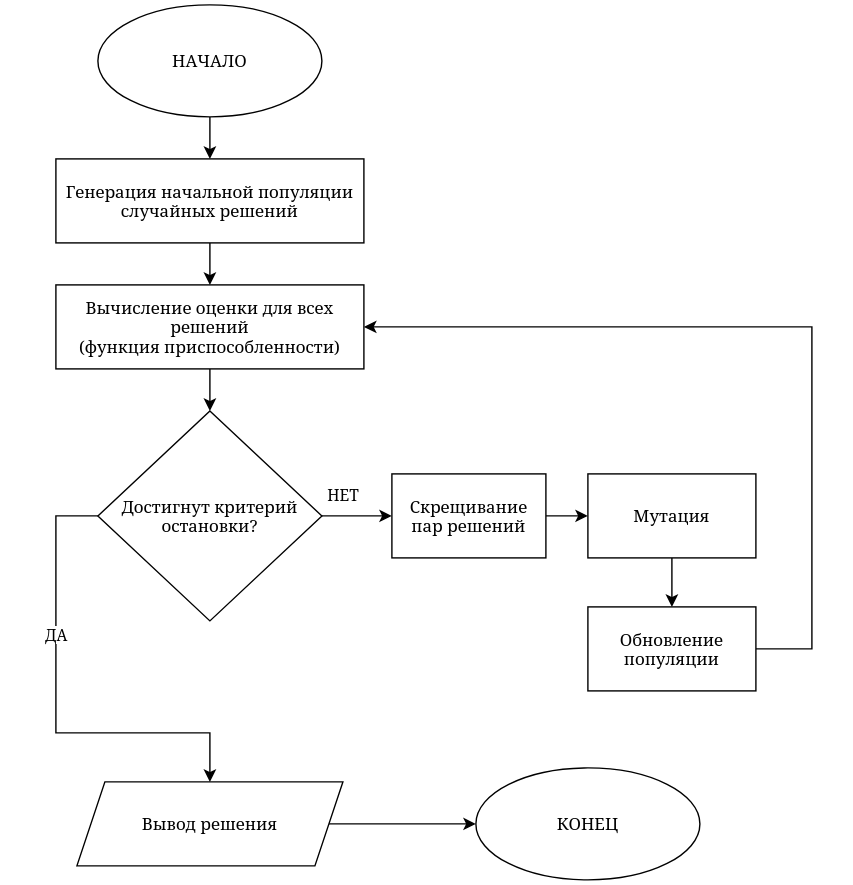 НАЧАЛО
Генерация начальной популяции
случайных решений
Вычисление оценки для всех
решений
(функция приспособленности)
Достигнут критерий
остановки?
НЕТ
Скрещивание
пар решений
Мутация
Обновление
популяции
ДА
Вывод решения
КОНЕЦ